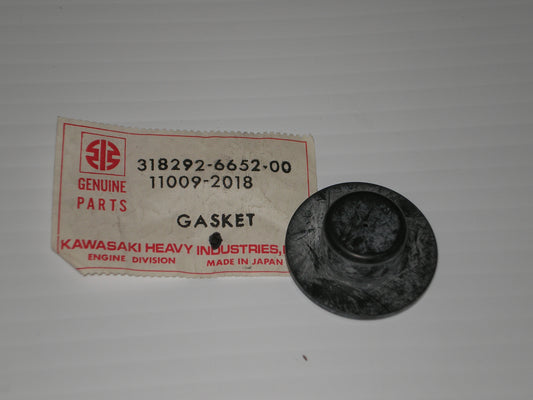 318292-6652-00
GENUINE PARTS
11009-2018
GASKET
KAWASAKI HEAVY INDUSTRIES,
ENGINE DIVISION MADE IN JAPAN